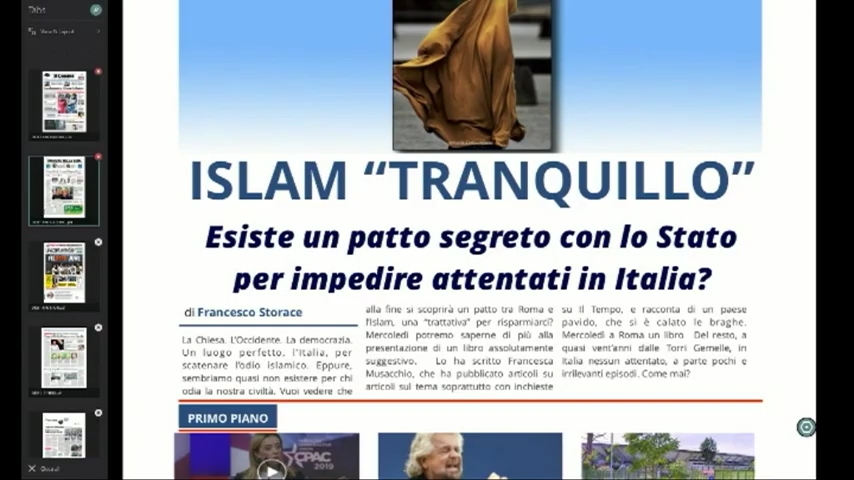 Tabs
ISLAM “TRANQUILLO”
Esiste un patto segreto con lo Stato
per impedire attentati in Italia?
di Francesco Storace
La Chiesa. L’Occidente. La democrazia.
Un luogo perfetto, l’Italia, per
scatenare l’odio islamico. Eppure,
sembriamo quasi non esistere per chi
odia la nostra civiltà. Vuoi vedere che
alla fine si scoprirà un patto tra Roma e
l’Islam, una “trattativa” per risparmiarci?
Mercoledì potremo saperne di più alla
presentazione di un libro assolutamente
suggestivo. Lo ha scritto Francesca
Musacchio, che ha pubblicato articoli su
articoli sul tema soprattutto con inchieste
su Il Tempo, e racconta di un paese
pavido, che si è calato le braghe.
Mercoledì a Roma un libro Del resto, a
quasi vent’anni dalle Torri Gemelle, in
Italia nessun attentato, a parte pochi e
irrilevanti episodi. Come mai?
PRIMO PIANO
CPAC
2019